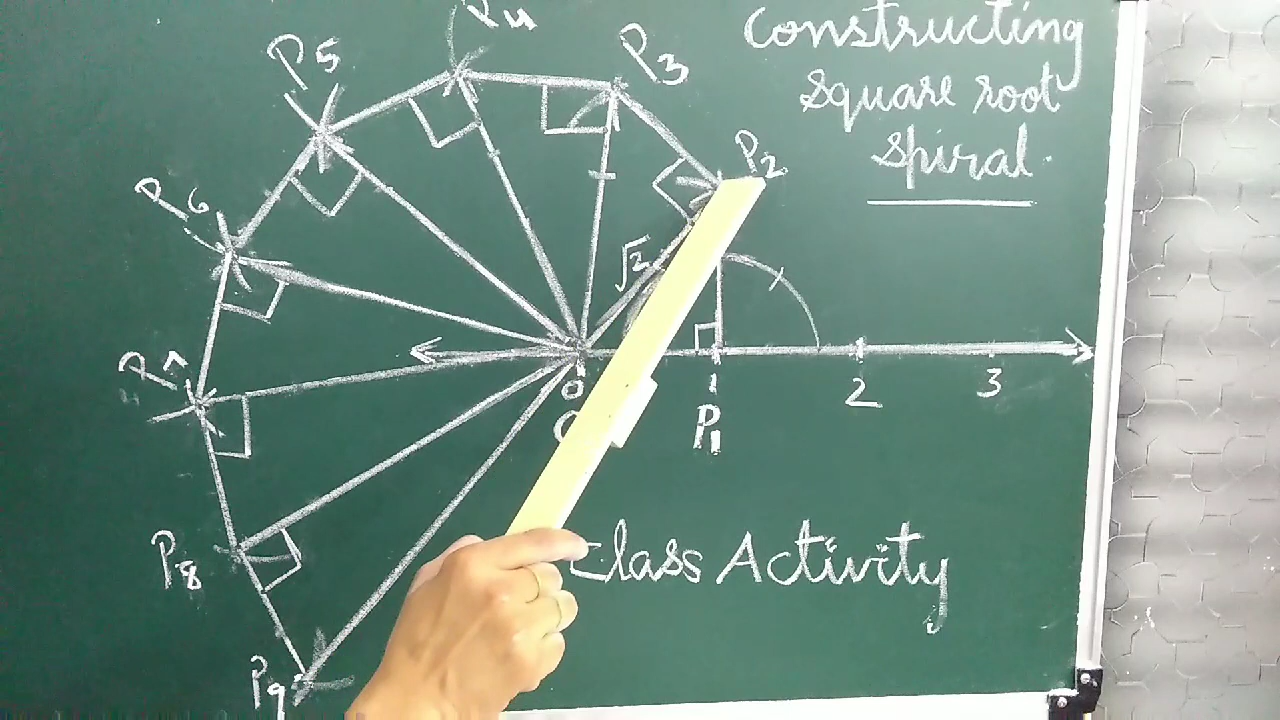 Constructing
square root
spiral.
P4
P3
P5
P2
P6
√2
P7
0
1
2
3
P1
Class Activity
P8
P9